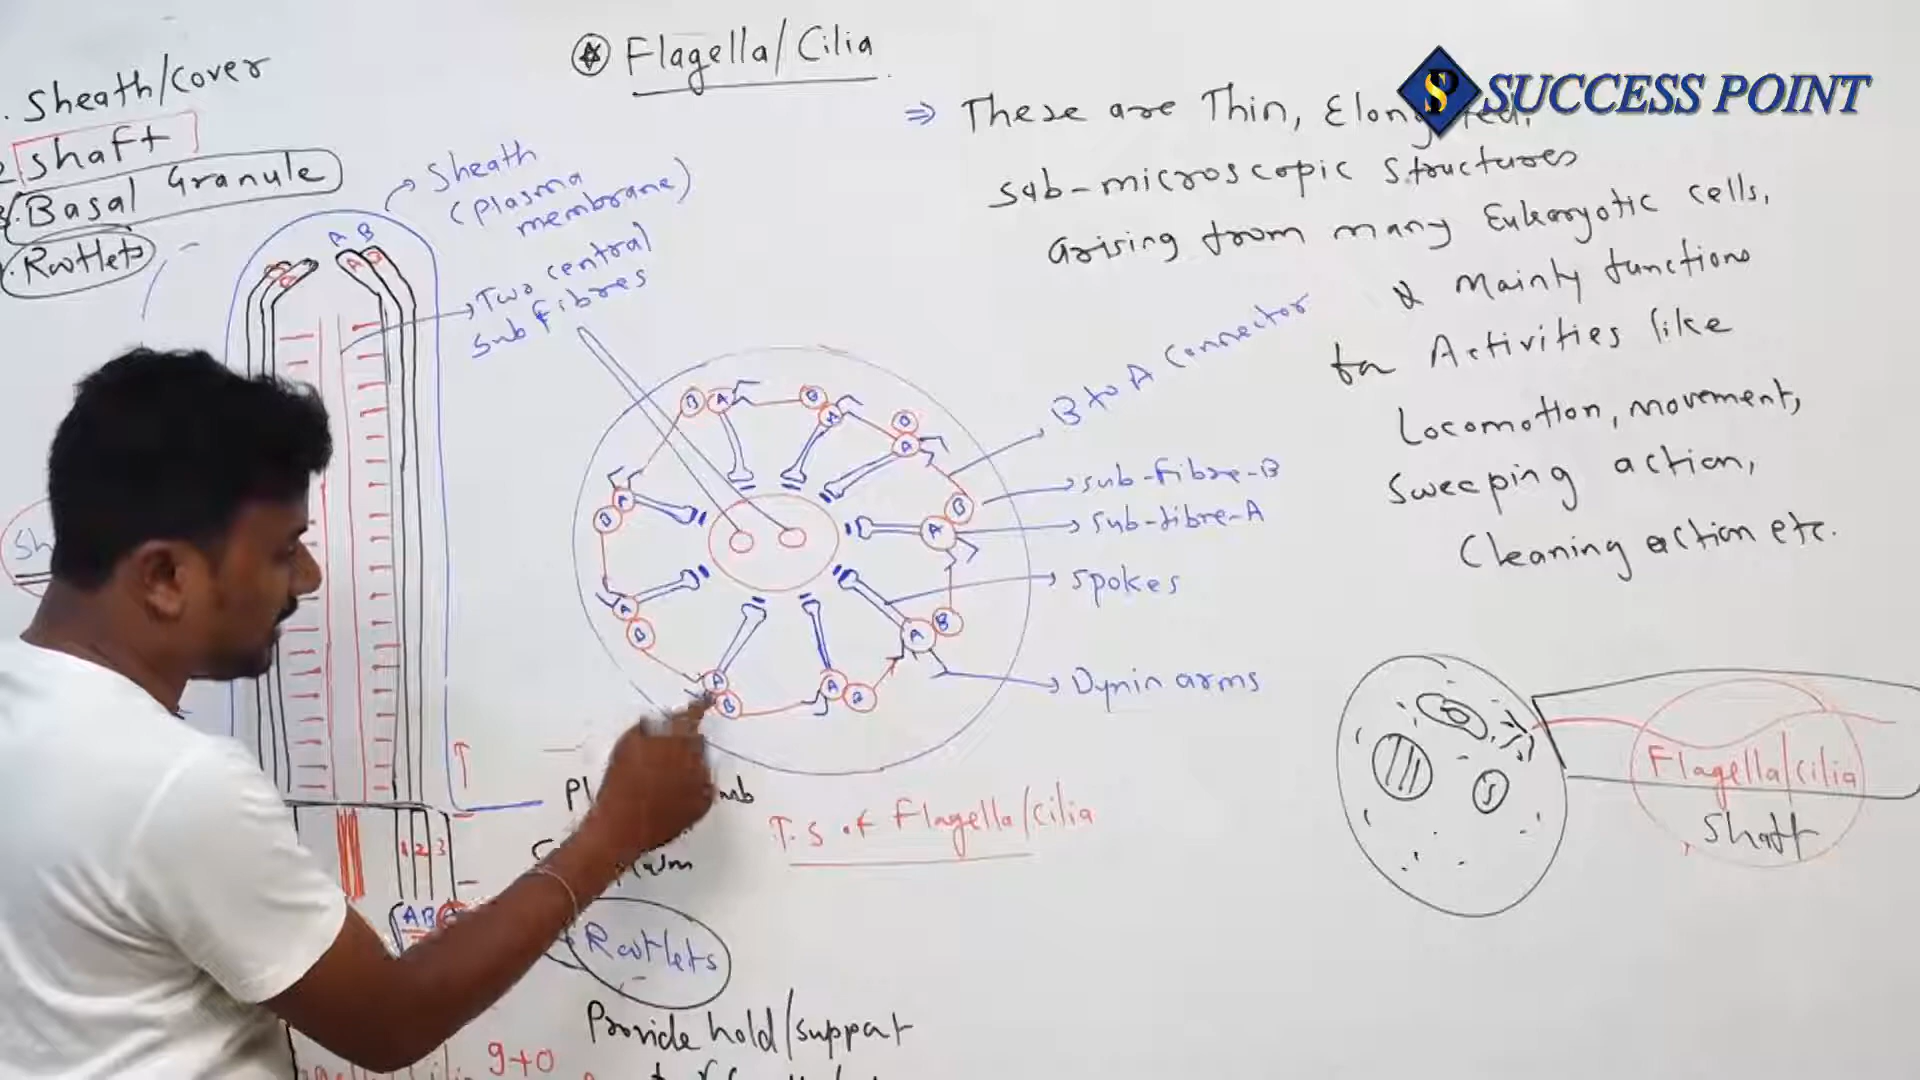 Flagella/Cilia
SUCCESS POINT
. Sheath/cover
Shaft
Basal Granule
Rootlets
⇒ These are Thin,
sub-microscopic structures
arising from many Eukaryotic cells,
& Mainly functions
for Activities like
Locomotion, movement,
sweeping action,
Cleaning action etc.
Sheath
(plasma
membrane)
Two central
sub fibres
A B
A B
B A
B A
B A
B A
A B
A B
A B
A B
A B
B to A Connector
sub-fibre-B
sub-fibre-A
spokes
Dynin arms
T.S of Flagella/Cilia
Flagella/cilia
Shaft
Sh
1 2 3
A B
Rootlets
Provide hold/support
9+0